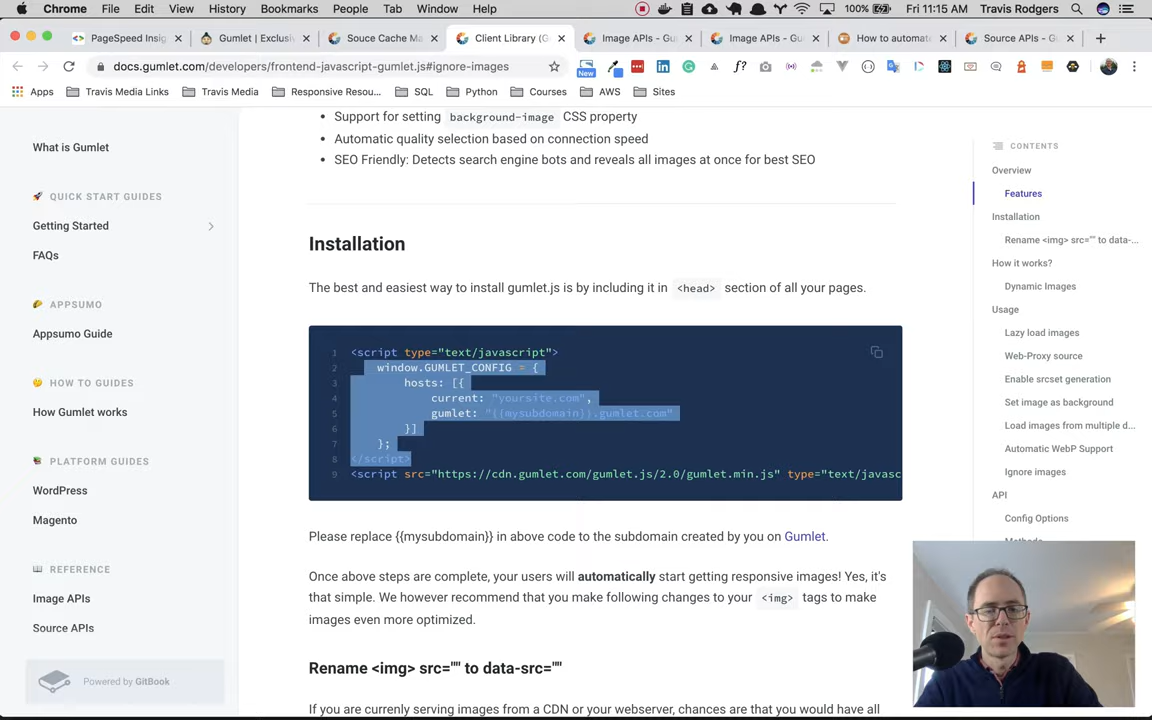 Chrome File Edit View History Bookmarks People Tab Window Help 100% Fri 11:15 AM Travis Rodgers
PageSpeed Insig Gumlet | Exclusiv Souce Cache Ma Client Library (G Image APIs - Gu Image APIs - Gu How to automate Source APIs - G
docs.gumlet.com/developers/frontend-javascript-gumlet.js#ignore-images
New
Apps Travis Media Links Travis Media Responsive Resou... SQL Python Courses AWS Sites
What is Gumlet
QUICK START GUIDES
Getting Started
FAQs
APPSUMO
Appsumo Guide
HOW TO GUIDES
How Gumlet works
PLATFORM GUIDES
WordPress
Magento
REFERENCE
Image APIs
Source APIs
Powered by GitBook
• Support for setting background-image CSS property
• Automatic quality selection based on connection speed
• SEO Friendly: Detects search engine bots and reveals all images at once for best SEO
Installation
The best and easiest way to install gumlet.js is by including it in <head> section of all your pages.
1 <script type="text/javascript">
2 window.GUMLET_CONFIG = {
3 hosts: [{
4 current: "yoursite.com",
5 gumlet: "{{mysubdomain}}.gumlet.com"
6 }]
7 };
8 </script>
9 <script src="https://cdn.gumlet.com/gumlet.js/2.0/gumlet.min.js" type="text/javasc
Please replace {{mysubdomain}} in above code to the subdomain created by you on Gumlet.
Once above steps are complete, your users will automatically start getting responsive images! Yes, it's
that simple. We however recommend that you make following changes to your <img> tags to make
images even more optimized.
Rename <img> src="" to data-src=""
If you are currenly serving images from a CDN or your webserver, chances are that you would have all
CONTENTS
Overview
Features
Installation
Rename <img> src="" to data-...
How it works?
Dynamic Images
Usage
Lazy load images
Web-Proxy source
Enable srcset generation
Set image as background
Load images from multiple d...
Automatic WebP Support
Ignore images
API
Config Options
Methods